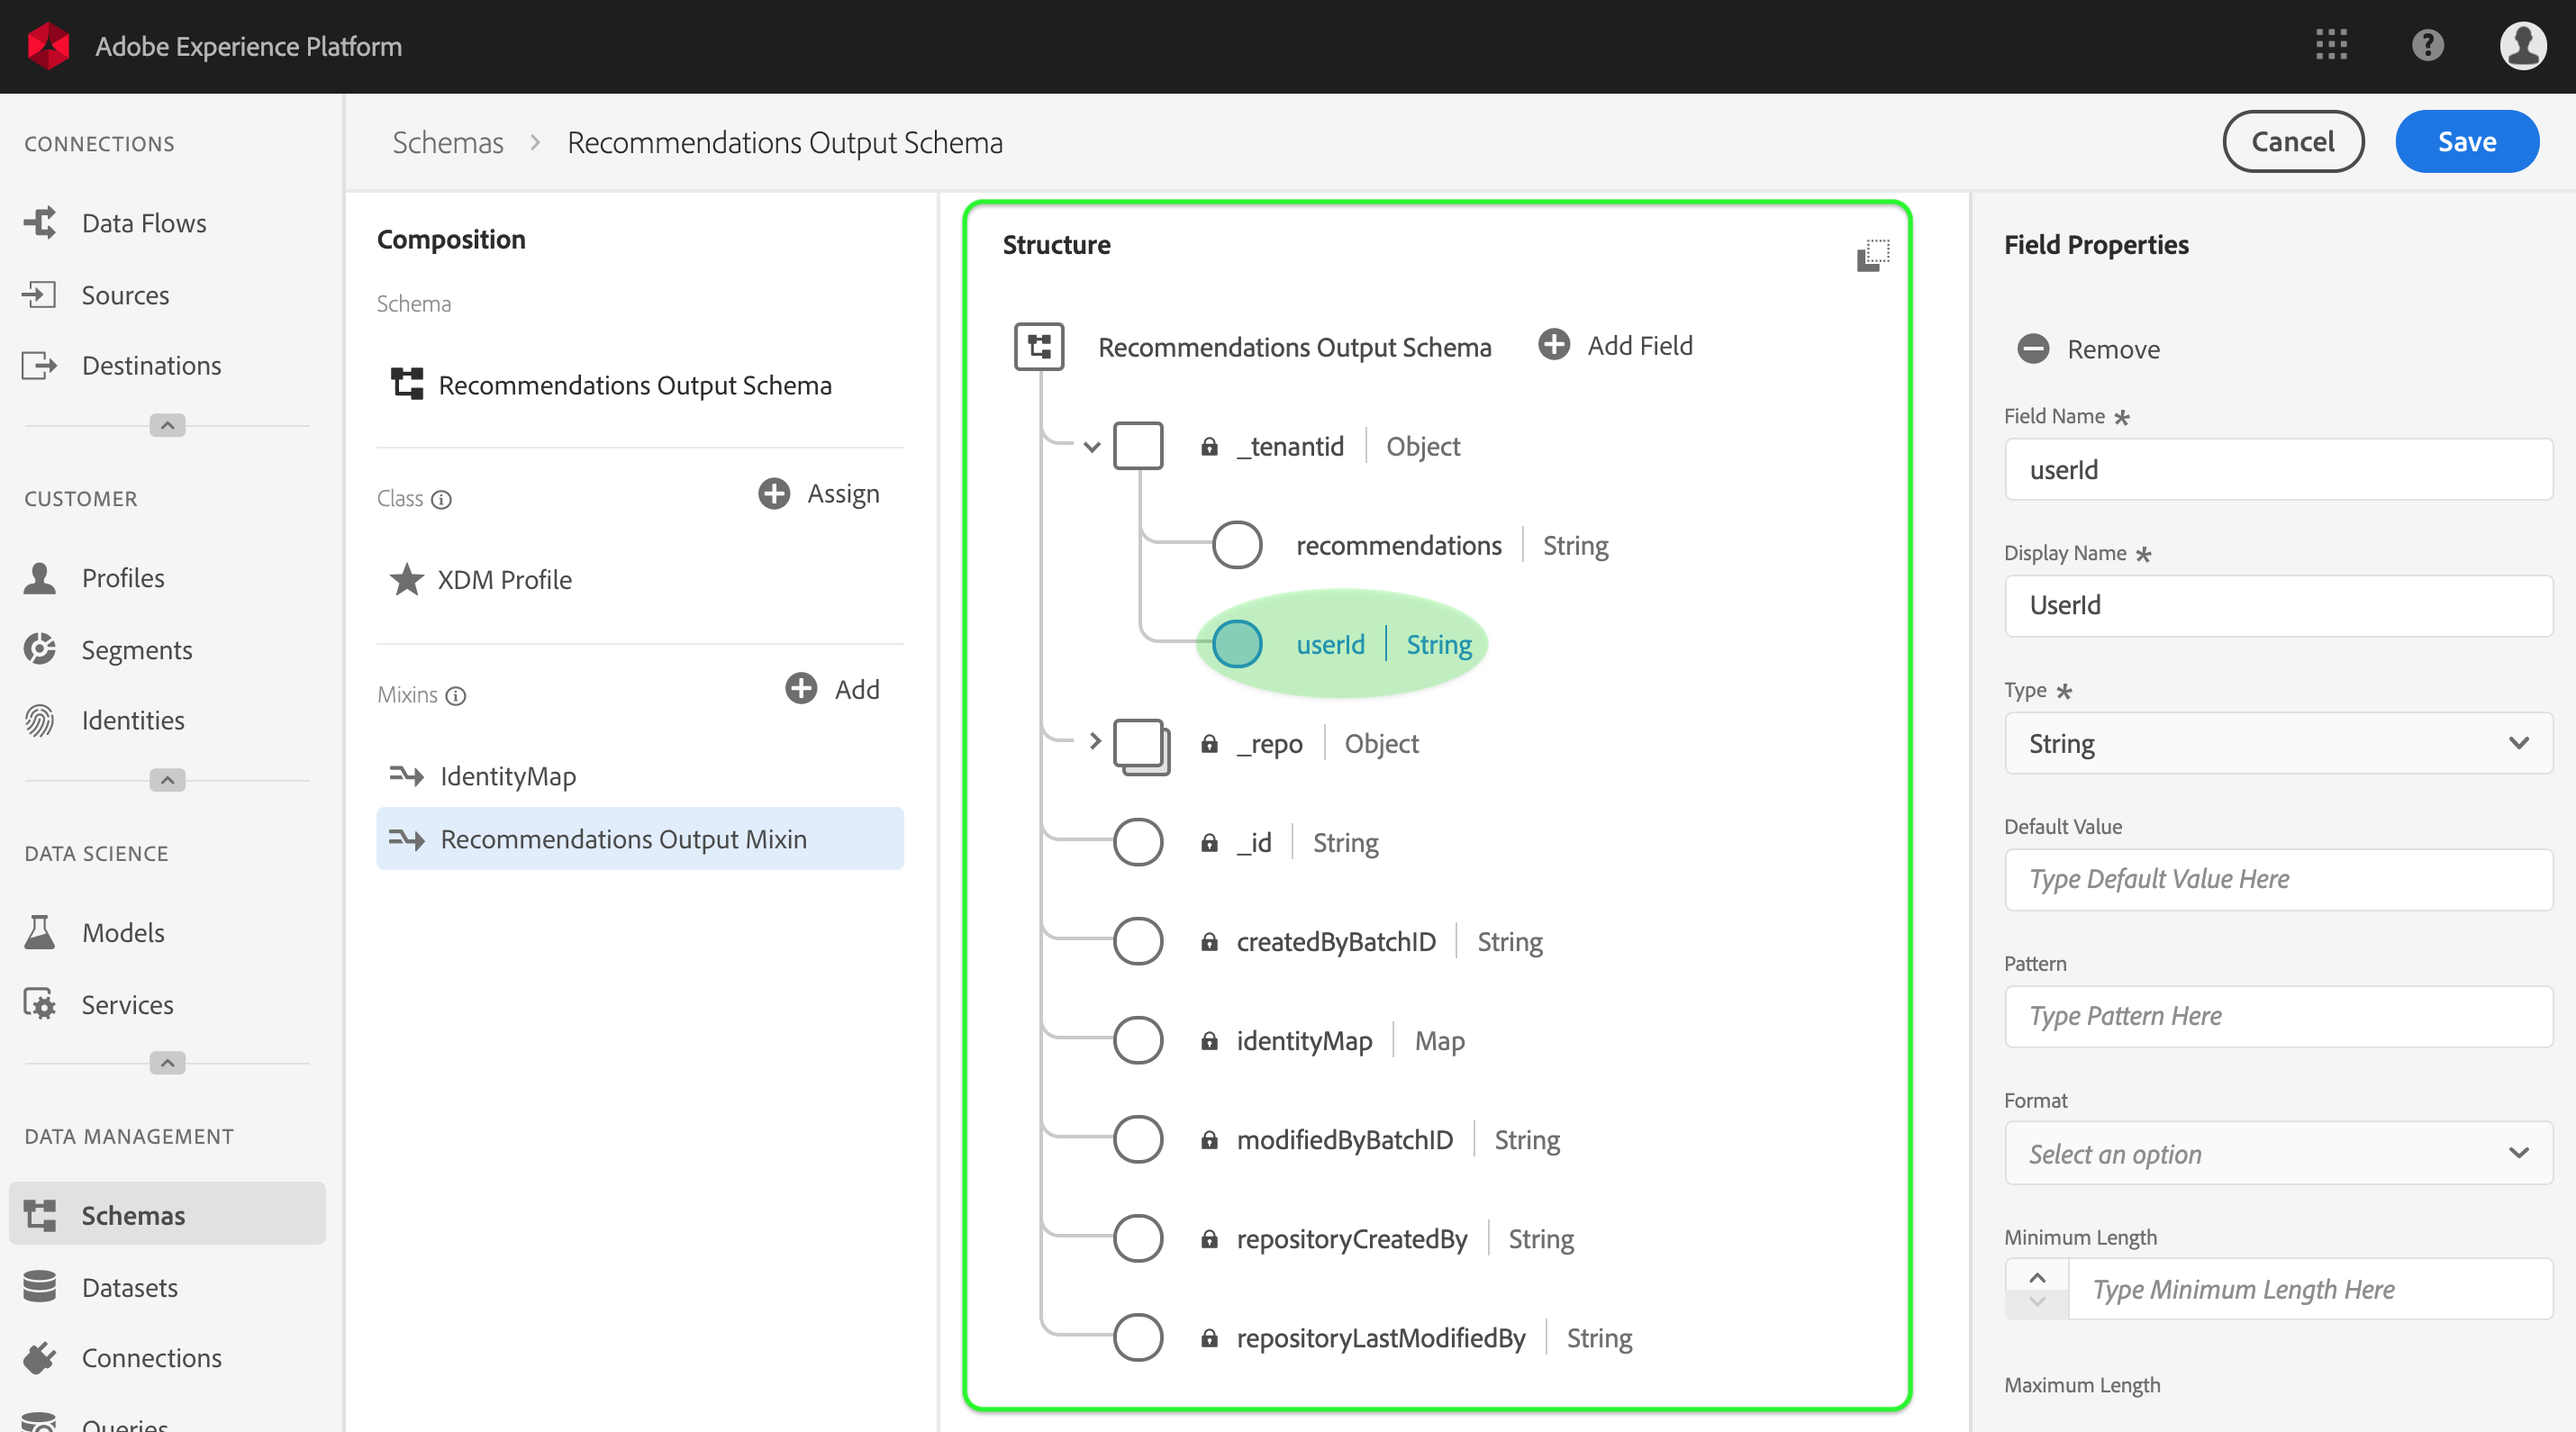 Adobe Experience Platform
CONNECTIONS
Data Flows
Sources
Destinations
CUSTOMER
Profiles
Segments
Identities
DATA SCIENCE
Models
Services
DATA MANAGEMENT
Schemas
Datasets
Connections
Queries
Schemas > Recommendations Output Schema
Cancel
Save
Composition
Schema
Recommendations Output Schema
Class
Assign
XDM Profile
Mixins
Add
IdentityMap
Recommendations Output Mixin
Structure
Recommendations Output Schema
Add Field
_tenantid | Object
recommendations | String
userId | String
_repo | Object
_id | String
createdByBatchID | String
identityMap | Map
modifiedByBatchID | String
repositoryCreatedBy | String
repositoryLastModifiedBy | String
Field Properties
Remove
Field Name *
userId
Display Name *
UserId
Type *
String
Default Value
Type Default Value Here
Pattern
Type Pattern Here
Format
Select an option
Minimum Length
Type Minimum Length Here
Maximum Length